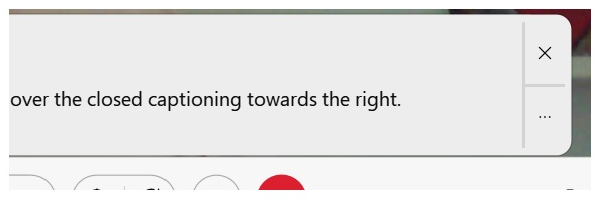 over the closed captioning towards the right.
...